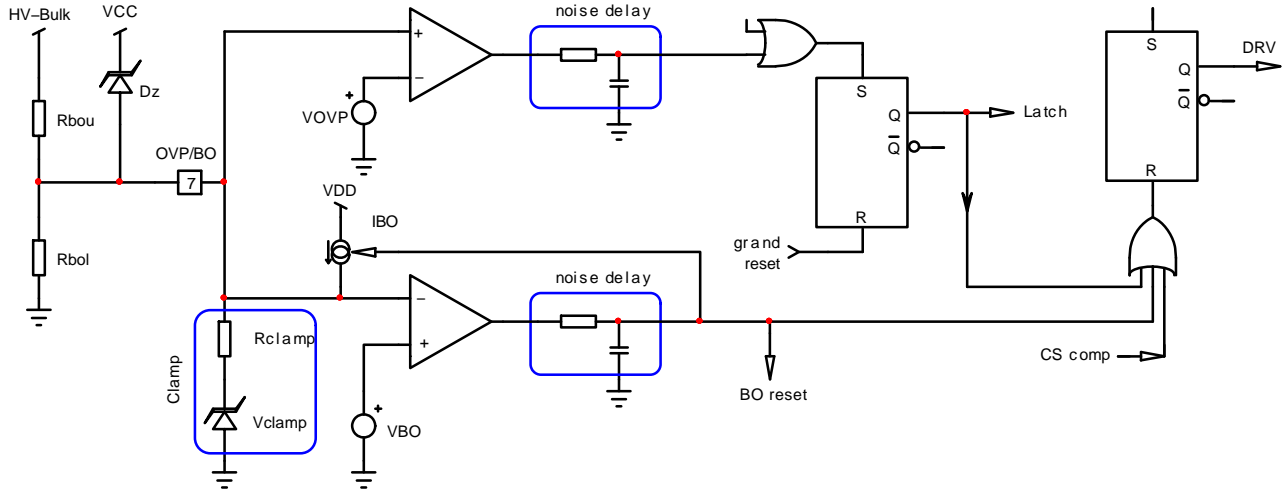 HV–Bulk
VCC
noise delay
Rbou
Dz
OVP/BO
7
Rbol
+
–
+
VOVP
VDD
IBO
S
Q
Q
R
Latch
grand
reset
S
Q
Q
R
DRV
noise delay
–
+
Clamp
Rclamp
Vclamp
+
VBO
BO reset
CS comp